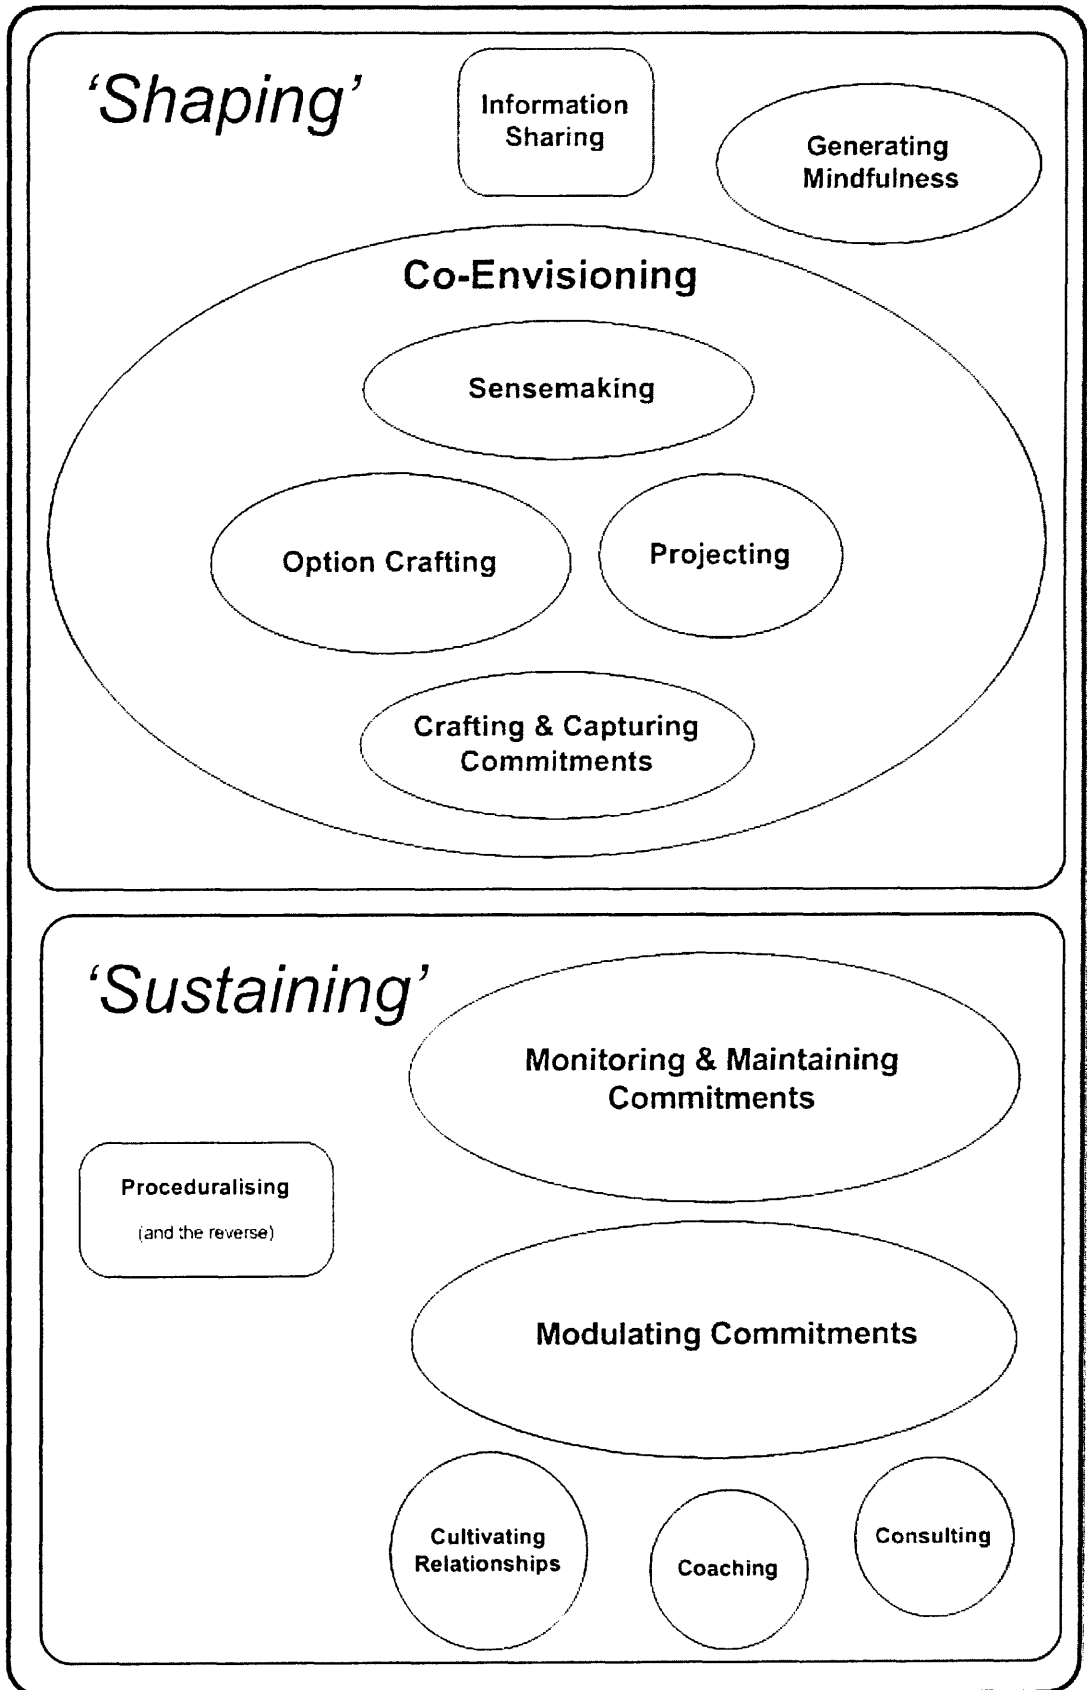 ‘Shaping’
Information
Sharing
Generating
Mindfulness
Co-Envisioning
Sensemaking
Option Crafting
Projecting
Crafting & Capturing
Commitments
‘Sustaining’
Monitoring & Maintaining
Commitments
Proceduralising
(and the reverse)
Modulating Commitments
Cultivating
Relationships
Coaching
Consulting